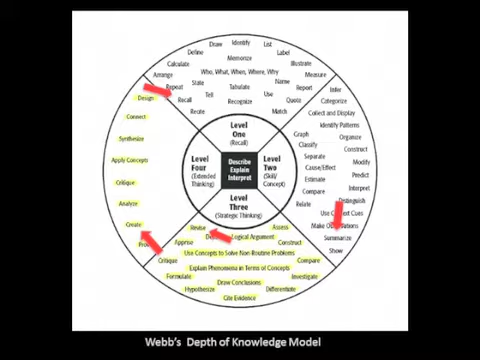 Draw
Identify
List
Define
Label
Memorize
Calculate
Illustrate
Who, What, When, Where, Why
Arrange
Measure
Name
Repeat
State
Tabulate
Report
Tell
Use
Recall
Quote
Recognize
Match
Infer
Categorize
Collect and Display
Identify Patterns
Graph
Organize
Classify
Construct
Separate
Modify
Cause/Effect
Predict
Estimate
Interpret
Compare
Distinguish
Relate
Use Context Cues
Make Observations
Summarize
Show
Design
Connect
Synthesize
Apply Concepts
Critique
Analyze
Create
Level
One
(Recall)
Level
Four
(Extended
Thinking)
Describe
Explain
Interpret
Level
Two
(Skill/
Concept)
Level
Three
(Strategic Thinking)
Revise
Assess
Logical Argument
Construct
Use Concepts to Solve Non-Routine Problems
Critique
Compare
Explain Phenomena in Terms of Concepts
Formulate
Investigate
Draw Conclusions
Hypothesize
Differentiate
Cite Evidence
Webb's Depth of Knowledge Model